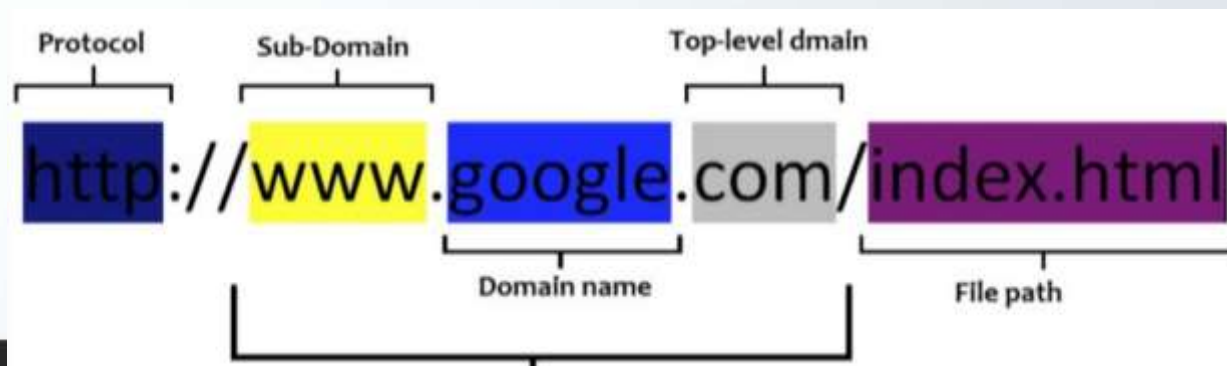 Protocol
Sub-Domain
Top-level dmain
http://www.google.com/index.html
Domain name
File path